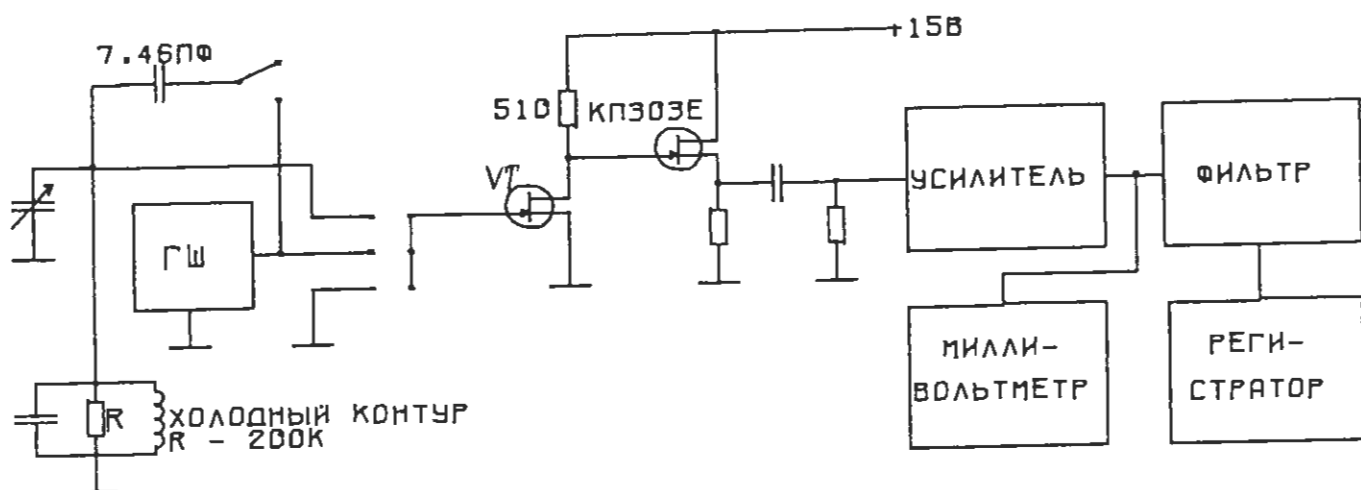 7.46ПФ
+15В
510
КП303Е
VT
ГШ
УСИЛИТЕЛЬ
ФИЛЬТР
МИЛЛИ-
ВОЛЬТМЕТР
РЕГИ-
СТРАТОР
R
ХОЛОДНЫЙ КОНТУР
R - 200К